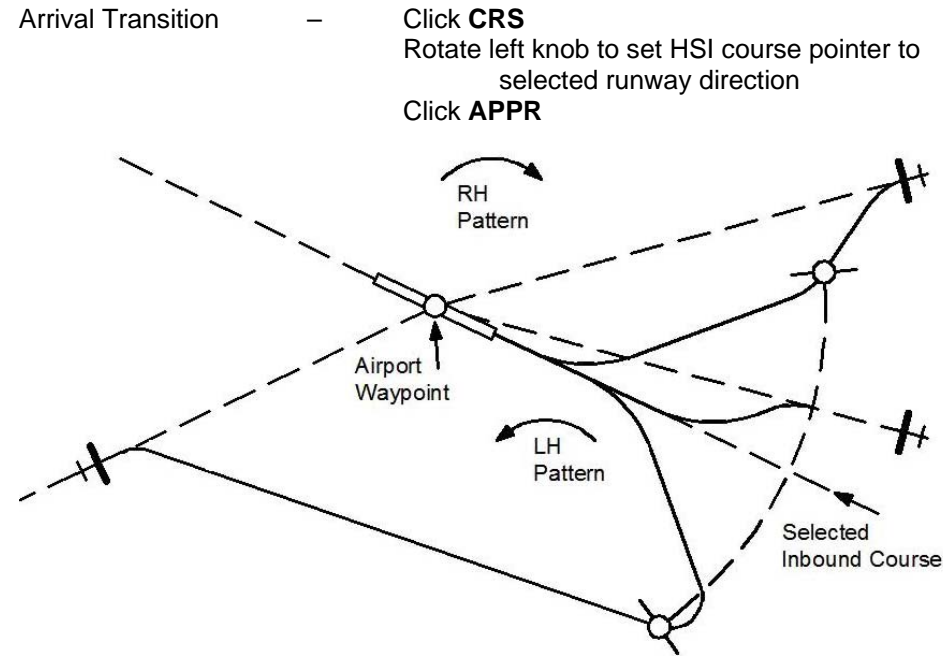 Arrival Transition – Click CRS
Rotate left knob to set HSI course pointer to
selected runway direction
Click APPR
RH
Pattern
Airport
Waypoint
LH
Pattern
Selected
Inbound Course